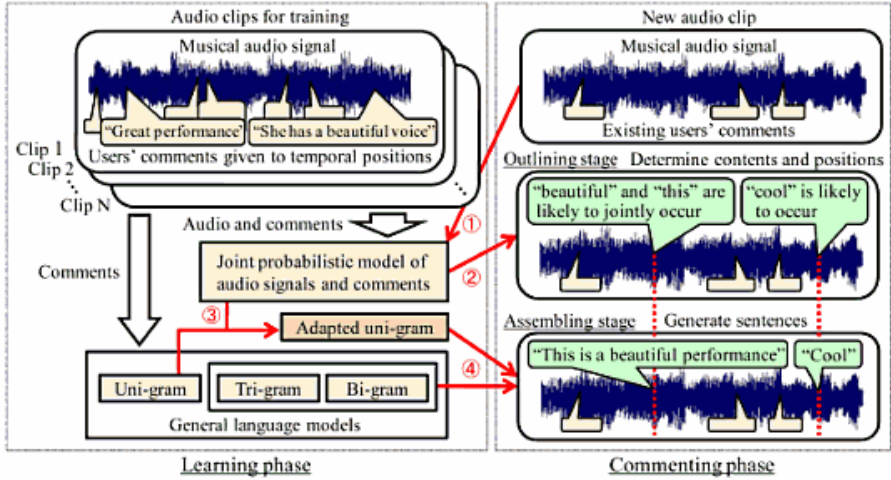 Audio clips for training
Musical audio signal
“Great performance”
“She has a beautiful voice”
Users’ comments given to temporal positions
Clip 1
Clip 2
Clip N
Audio and comments
Comments
Joint probabilistic model of
audio signals and comments
Adapted uni-gram
Uni-gram
Tri-gram
Bi-gram
General language models
Learning phase
①
②
③
④
New audio clip
Musical audio signal
Existing users’ comments
Outlining stage Determine contents and positions
“beautiful” and “this” are
likely to jointly occur
“cool” is likely
to occur
Assembling stage Generate sentences
“This is a beautiful performance”
“Cool”
Commenting phase